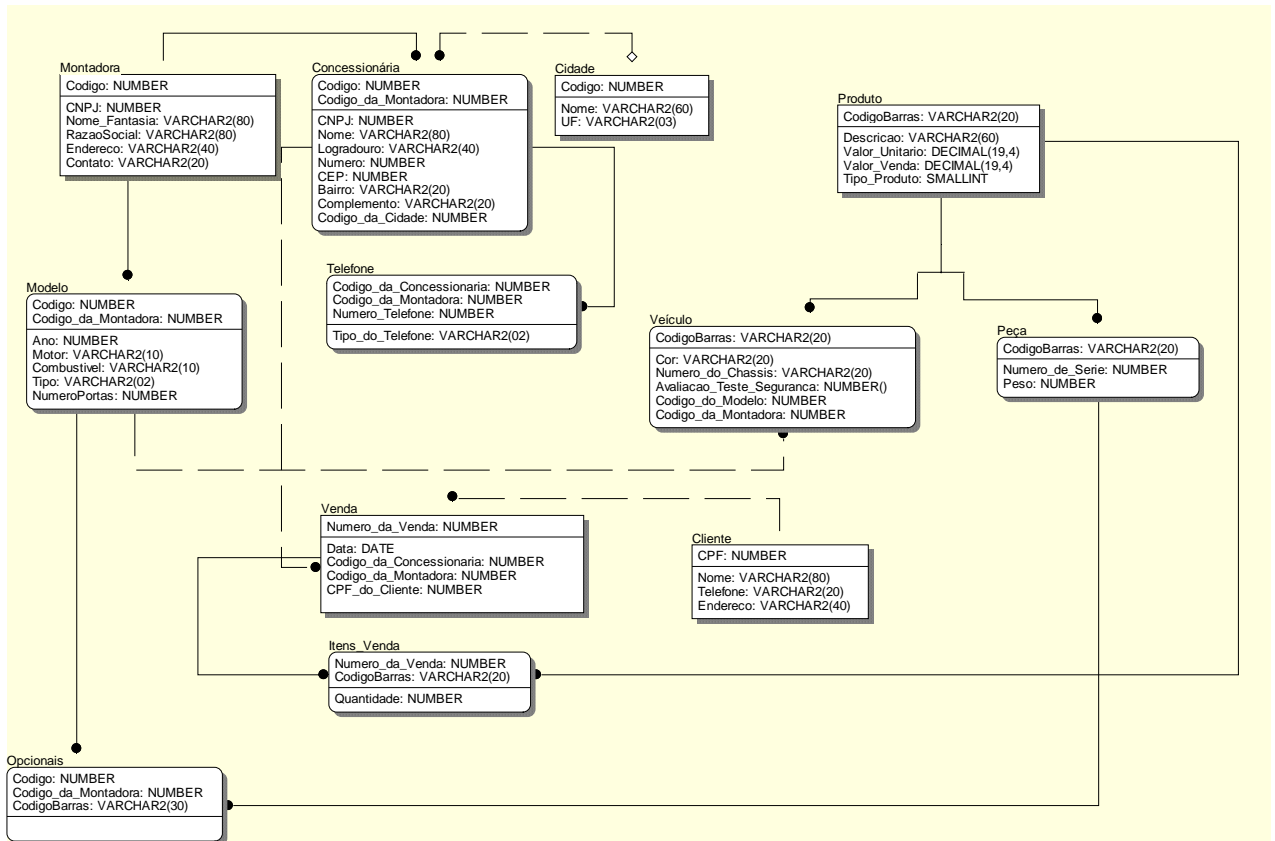 Montadora
Codigo: NUMBER
CNPJ: NUMBER
Nome_Fantasia: VARCHAR2(80)
RazaoSocial: VARCHAR2(80)
Endereco: VARCHAR2(40)
Contato: VARCHAR2(20)
Concessionária
Codigo: NUMBER
Codigo_da_Montadora: NUMBER
CNPJ: NUMBER
Nome: VARCHAR2(80)
Logradouro: VARCHAR2(40)
Numero: NUMBER
CEP: NUMBER
Bairro: VARCHAR2(20)
Complemento: VARCHAR2(20)
Codigo_da_Cidade: NUMBER
Cidade
Codigo: NUMBER
Nome: VARCHAR2(60)
UF: VARCHAR2(03)
Produto
CodigoBarras: VARCHAR2(20)
Descricao: VARCHAR2(60)
Valor_Unitario: DECIMAL(19,4)
Valor_Venda: DECIMAL(19,4)
Tipo_Produto: SMALLINT
Modelo
Codigo: NUMBER
Codigo_da_Montadora: NUMBER
Ano: NUMBER
Motor: VARCHAR2(10)
Combustivel: VARCHAR2(10)
Tipo: VARCHAR2(02)
NumeroPortas: NUMBER
Telefone
Codigo_da_Concessionaria: NUMBER
Codigo_da_Montadora: NUMBER
Numero_Telefone: NUMBER
Tipo_do_Telefone: VARCHAR2(02)
Veículo
CodigoBarras: VARCHAR2(20)
Cor: VARCHAR2(20)
Numero_do_Chassis: VARCHAR2(20)
Avaliacao_Teste_Seguranca: NUMBER()
Codigo_do_Modelo: NUMBER
Codigo_da_Montadora: NUMBER
Peça
CodigoBarras: VARCHAR2(20)
Numero_de_Serie: NUMBER
Peso: NUMBER
Venda
Numero_da_Venda: NUMBER
Data: DATE
Codigo_da_Concessionaria: NUMBER
Codigo_da_Montadora: NUMBER
CPF_do_Cliente: NUMBER
Cliente
CPF: NUMBER
Nome: VARCHAR2(80)
Telefone: VARCHAR2(20)
Endereco: VARCHAR2(40)
Itens_Venda
Numero_da_Venda: NUMBER
CodigoBarras: VARCHAR2(20)
Quantidade: NUMBER
Opcionais
Codigo: NUMBER
Codigo_da_Montadora: NUMBER
CodigoBarras: VARCHAR2(30)